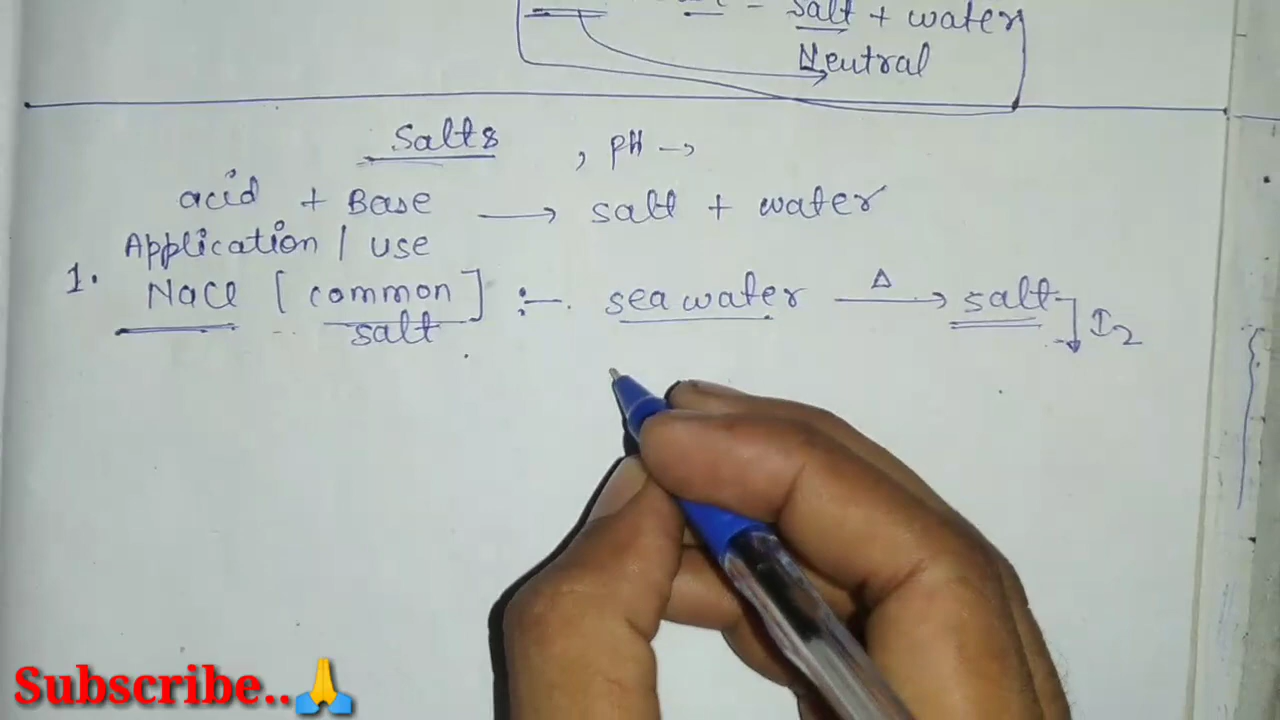 - salt + water
Neutral
Salts , pH →
acid + Base → salt + water
Application / use
1. NaCl [common salt] :- sea water Δ → salt → I₂
Subscribe..🙏